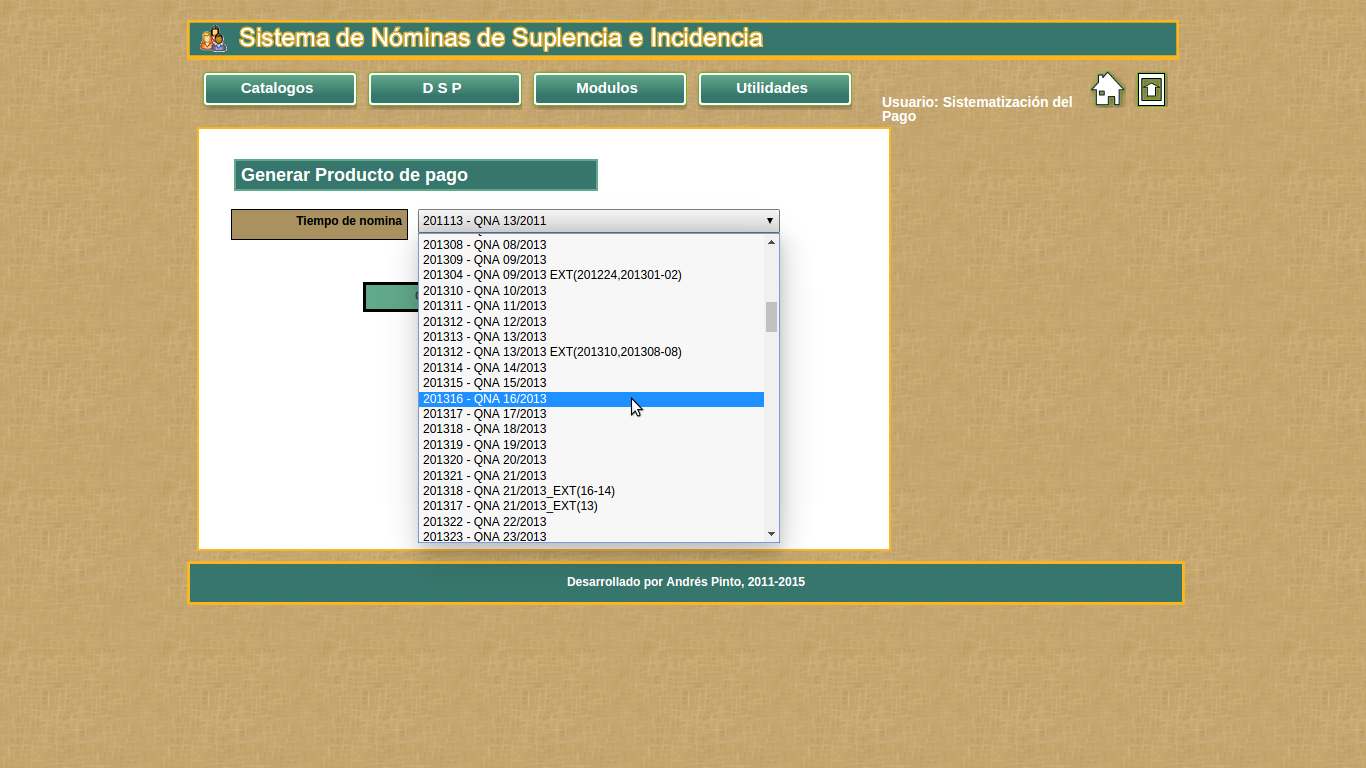 Sistema de Nóminas de Suplencia e Incidencia
Catalogos
D S P
Modulos
Utilidades
Usuario: Sistematización del
Pago
Generar Producto de pago
Tiempo de nomina
201113 - QNA 13/2011
201308 - QNA 08/2013
201309 - QNA 09/2013
201304 - QNA 09/2013 EXT(201224,201301-02)
201310 - QNA 10/2013
201311 - QNA 11/2013
201312 - QNA 12/2013
201313 - QNA 13/2013
201312 - QNA 13/2013 EXT(201310,201308-08)
201314 - QNA 14/2013
201315 - QNA 15/2013
201316 - QNA 16/2013
201317 - QNA 17/2013
201318 - QNA 18/2013
201319 - QNA 19/2013
201320 - QNA 20/2013
201321 - QNA 21/2013
201318 - QNA 21/2013_EXT(16-14)
201317 - QNA 21/2013_EXT(13)
201322 - QNA 22/2013
201323 - QNA 23/2013
Desarrollado por Andrés Pinto, 2011-2015